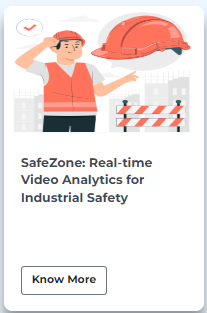 SafeZone: Real-time
Video Analytics for
Industrial Safety
Know More